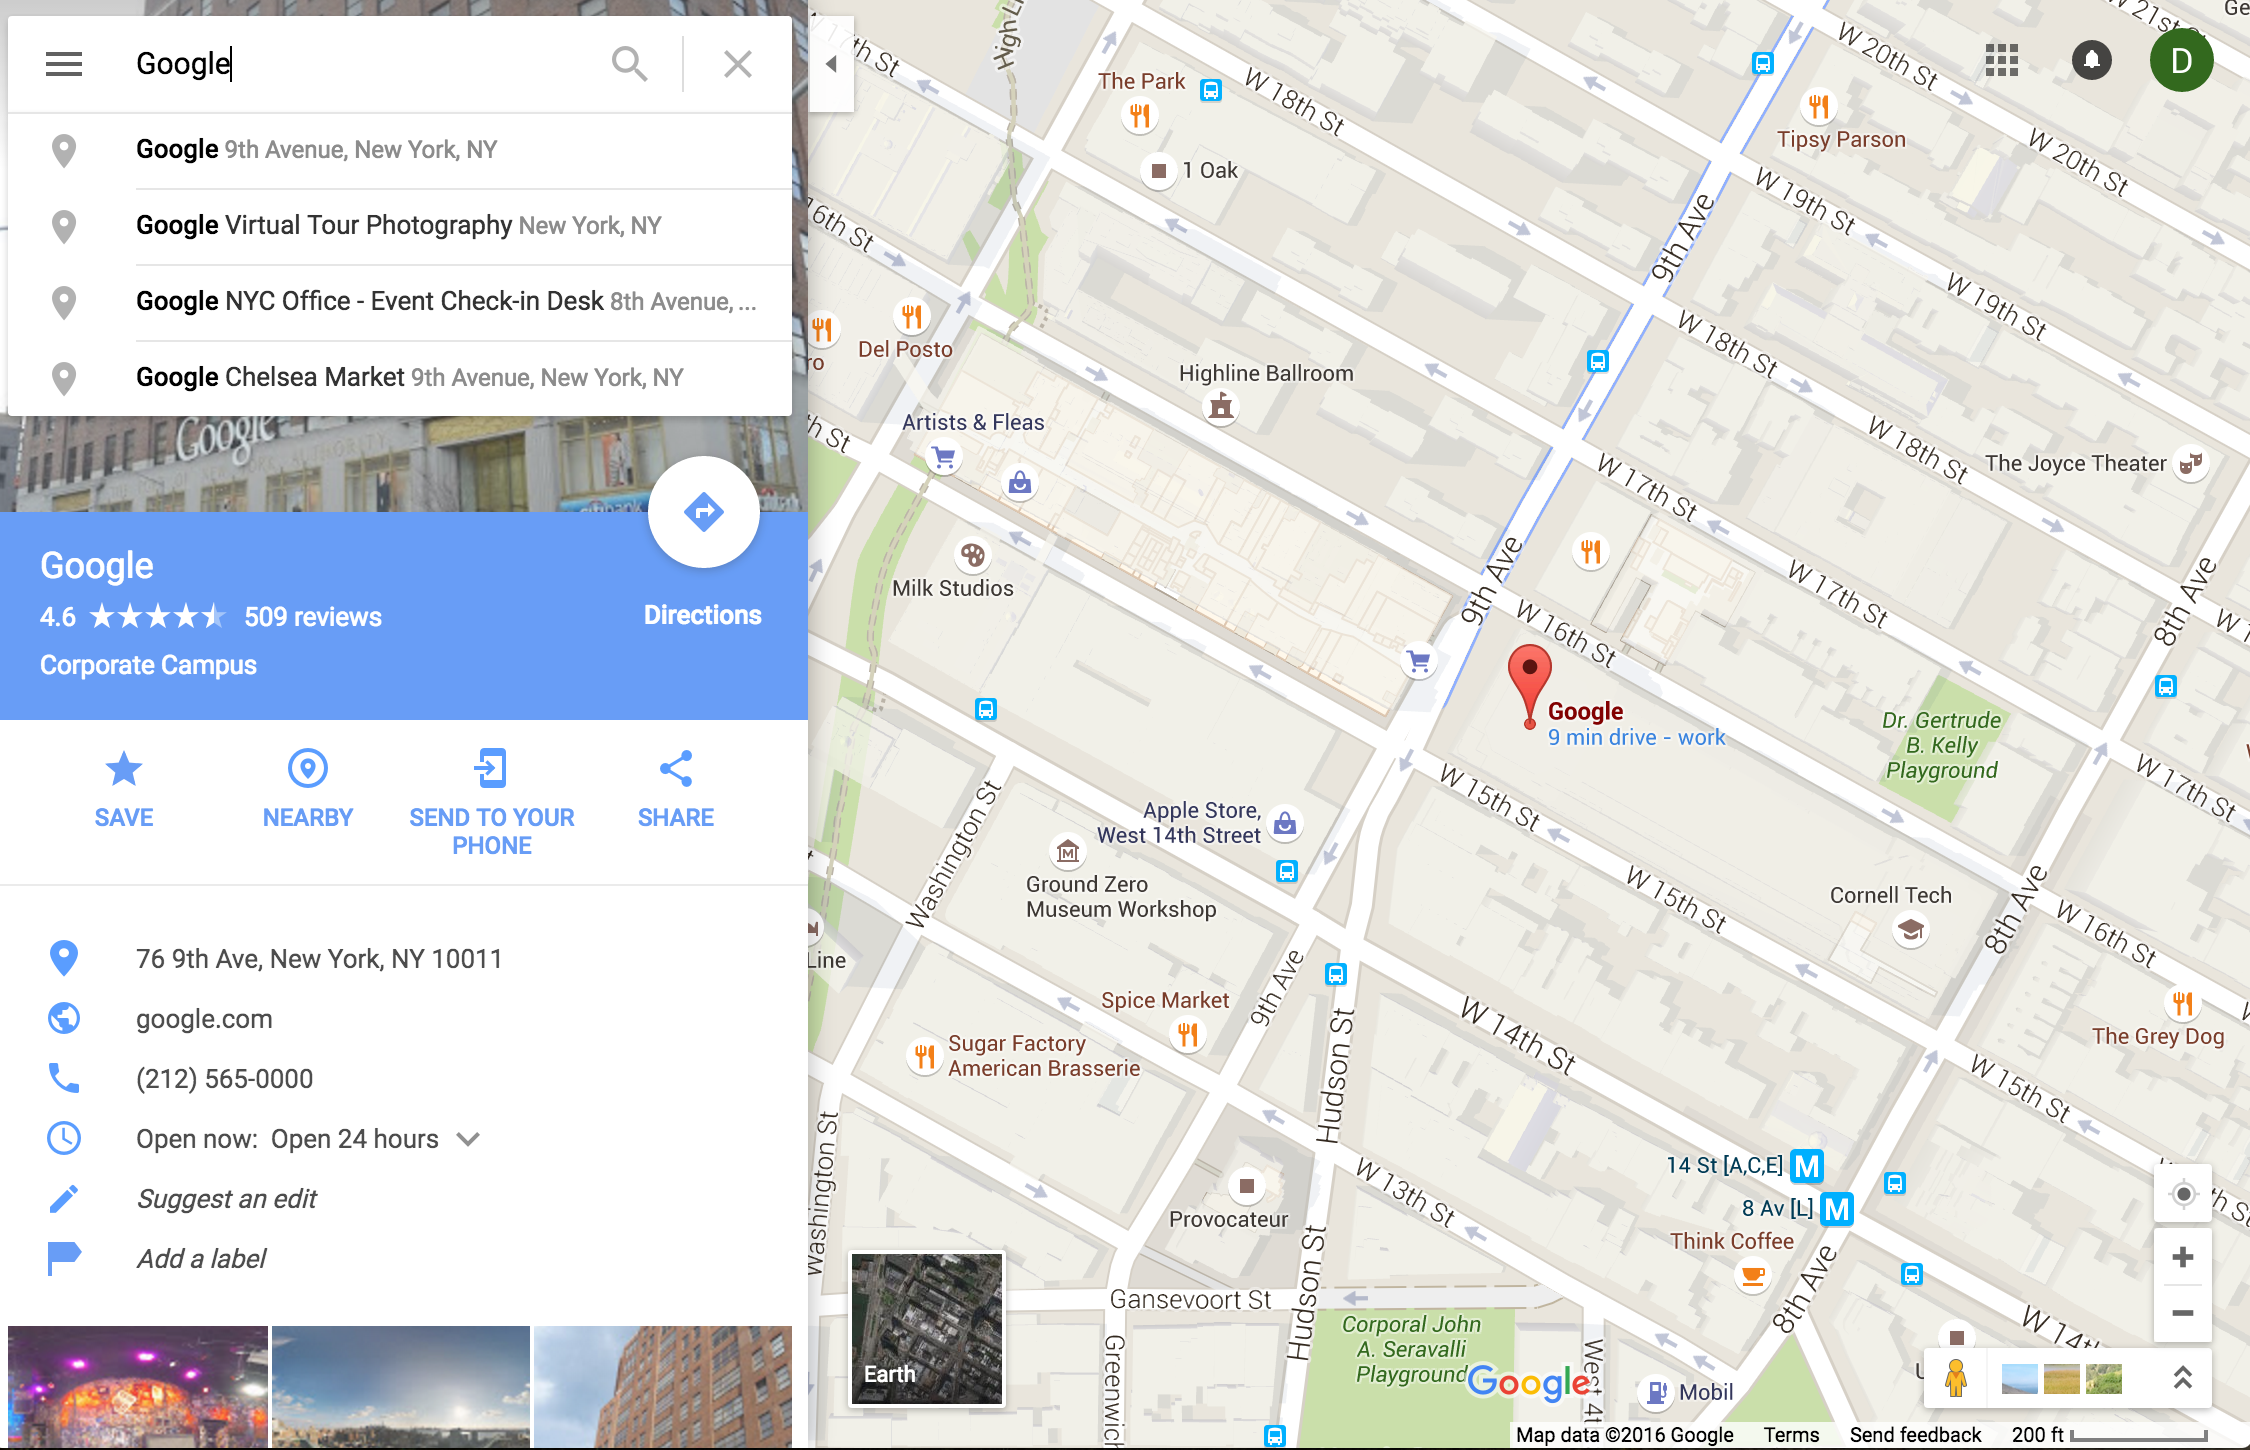 Google
Google 9th Avenue, New York, NY
Google Virtual Tour Photography New York, NY
Google NYC Office - Event Check-in Desk 8th Avenue, ...
Google Chelsea Market 9th Avenue, New York, NY
Google
Google
4.6
509 reviews
Directions
Corporate Campus
SAVE
NEARBY
SEND TO YOUR
PHONE
SHARE
76 9th Ave, New York, NY 10011
google.com
(212) 565-0000
Open now: Open 24 hours
Suggest an edit
Add a label
D
The Park
W 18th St
W 20th St
W 21st St
Tipsy Parson
W 20th St
1 Oak
W 19th St
9th Ave
16th St
W 19th St
Del Posto
W 18th St
Highline Ballroom
Artists & Fleas
W 18th St
The Joyce Theater
W 17th St
9th Ave
Milk Studios
W 17th St
8th Ave
W 16th St
Google
9 min drive - work
Dr. Gertrude
B. Kelly
Playground
W 17th St
W 15th St
Apple Store,
West 14th Street
Washington St
Ground Zero
Museum Workshop
W 15th St
Cornell Tech
8th Ave
W 16th St
Line
9th Ave
Spice Market
W 14th St
The Grey Dog
Sugar Factory
American Brasserie
Hudson St
W 15th St
Washington St
14 St [A,C,E]
M
8 Av [L]
M
W 13th St
Provocateur
Think Coffee
8th Ave
Hudson St
Gansevoort St
Corporal John
A. Seravalli
Playground
W 14th
Greenwich
West 4t
Earth
Google
Mobil
Map data ©2016 Google
Terms
Send feedback
200 ft